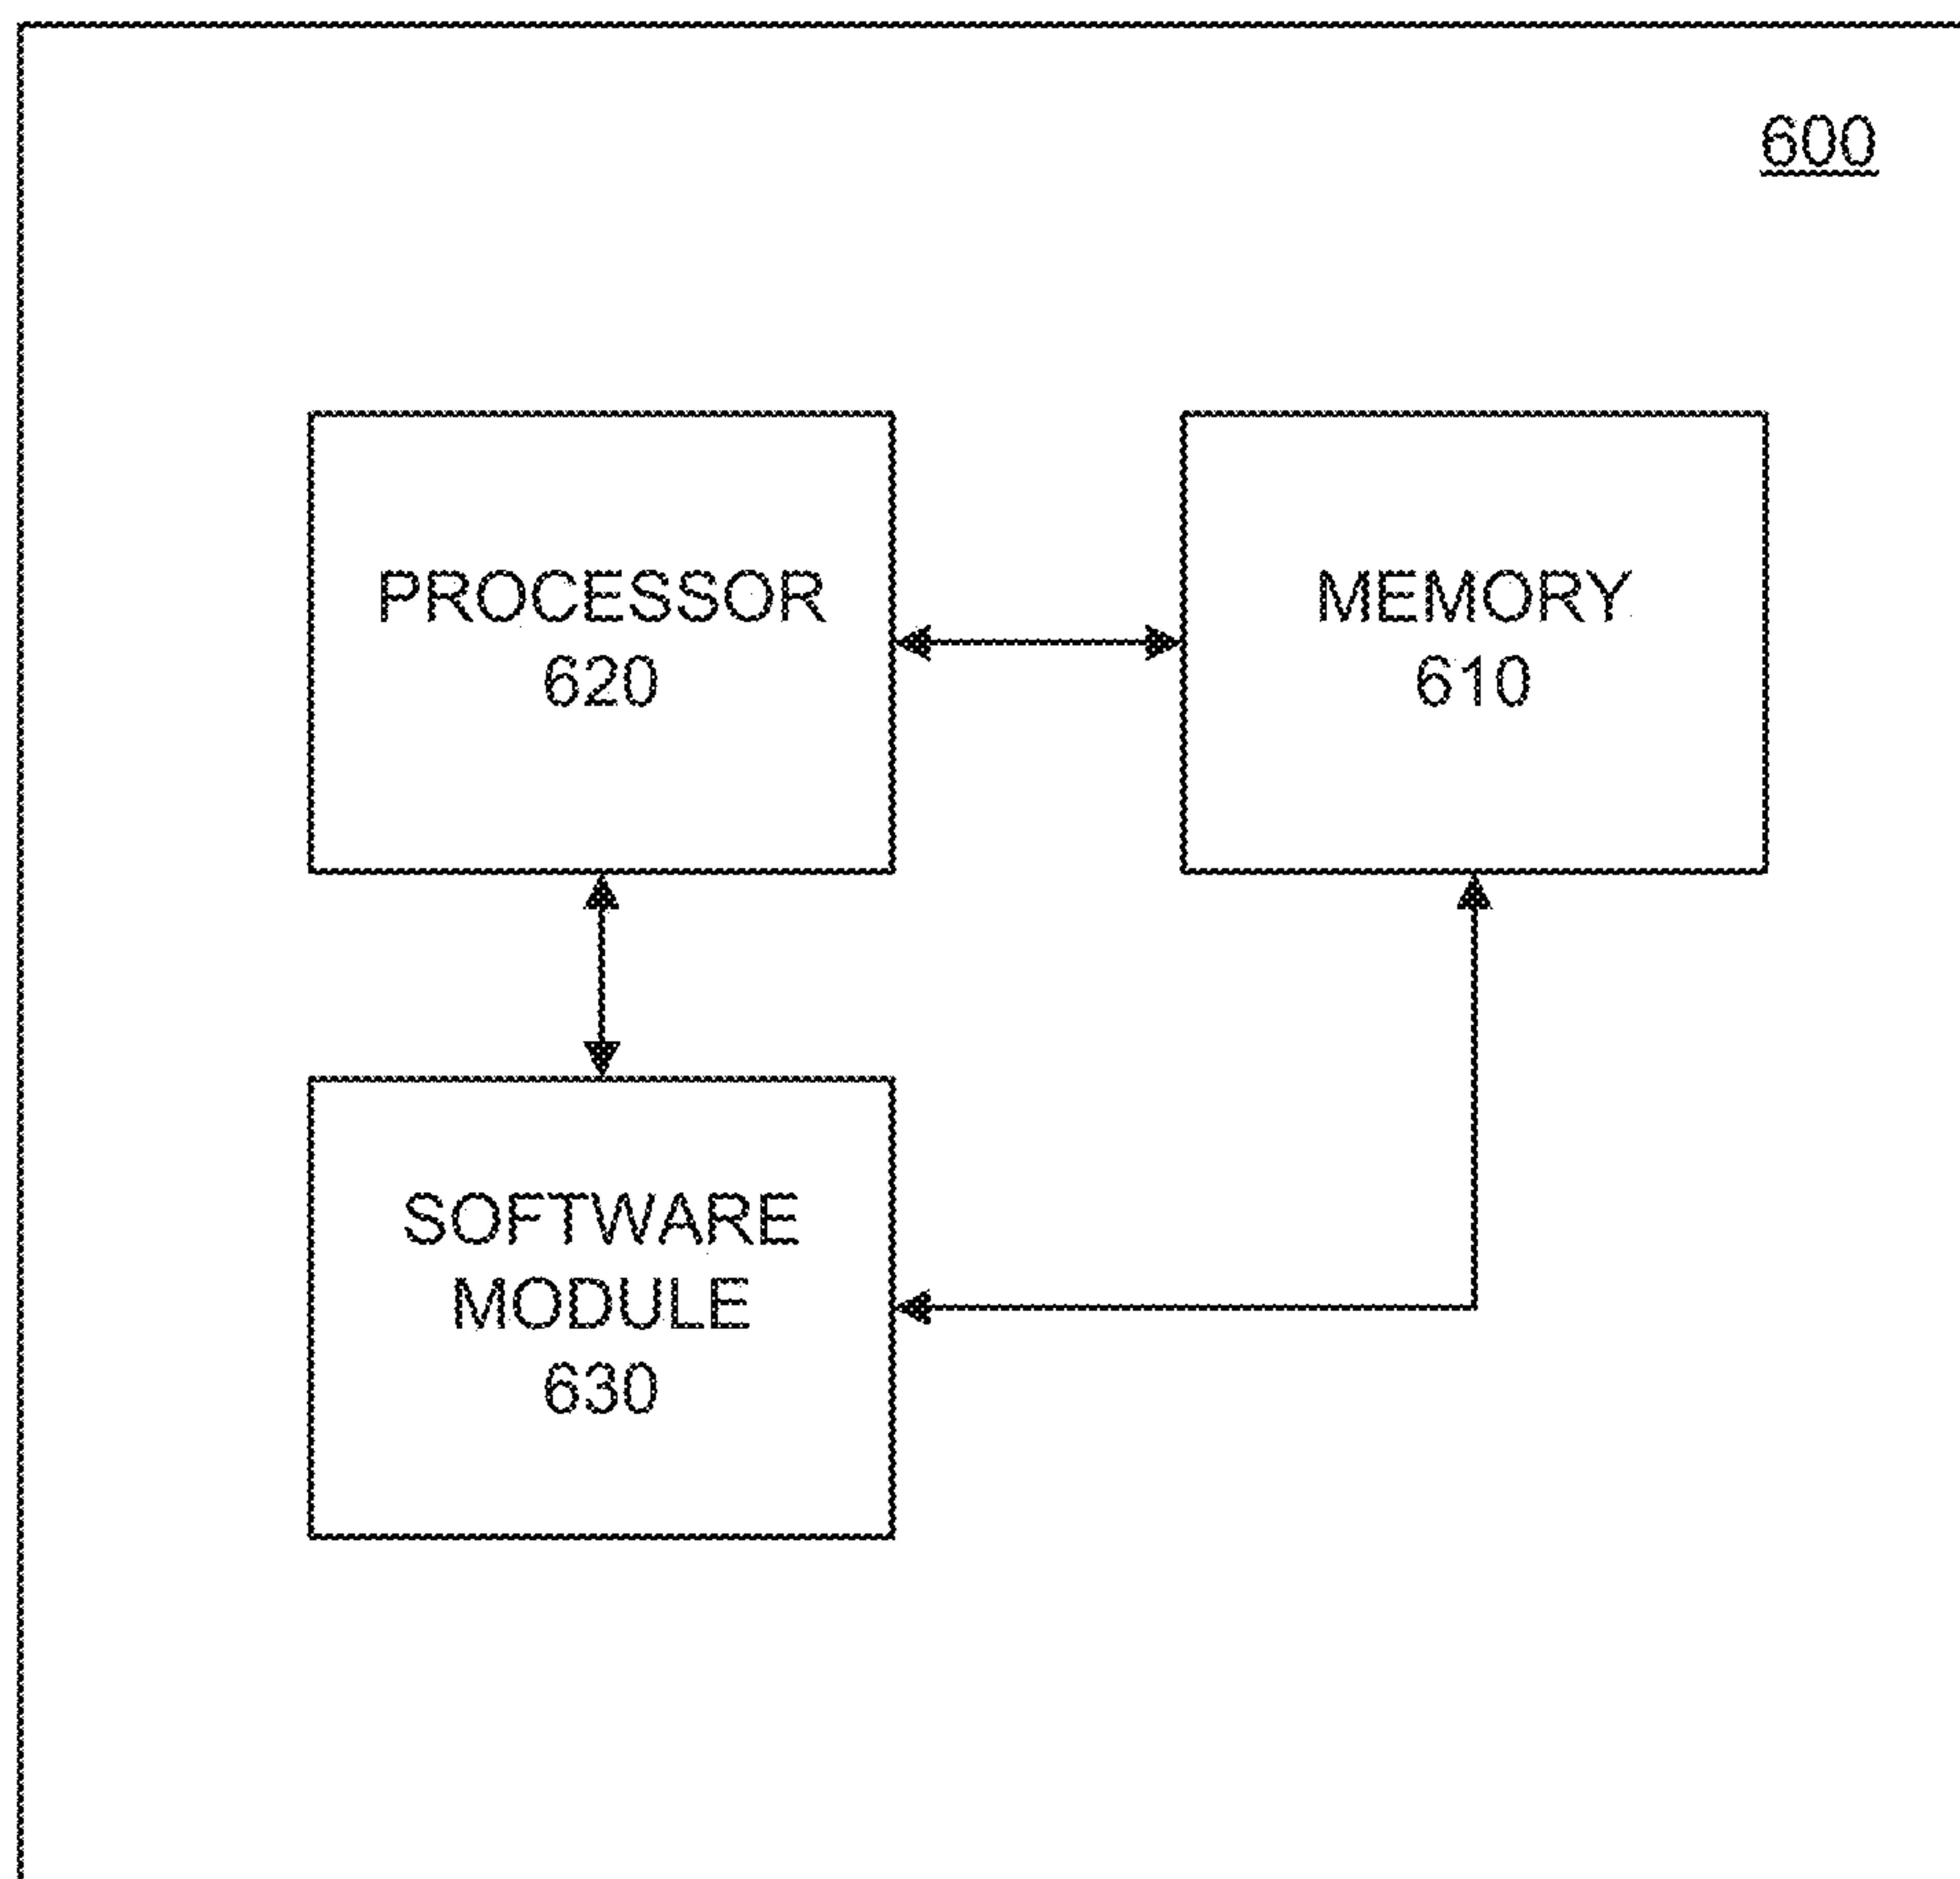 600
PROCESSOR
620
MEMORY
610
SOFTWARE
MODULE
630